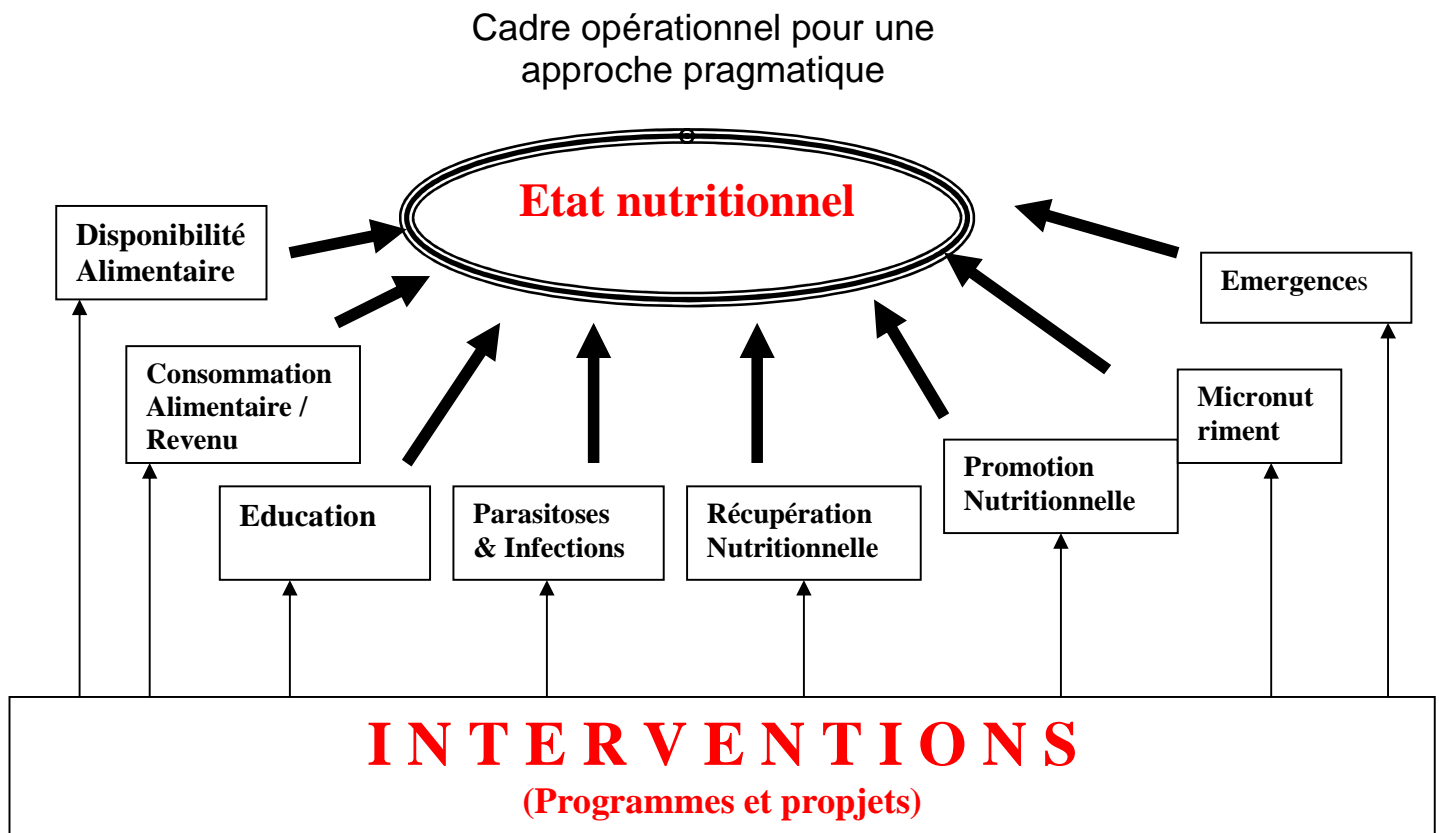 Cadre opérationnel pour une
approche pragmatique
Etat nutritionnel
Disponibilité
Alimentaire
Emergences
Consommation
Alimentaire /
Revenu
Micronut
riment
Promotion
Nutritionnelle
Education
Parasitoses
& Infections
Récupération
Nutritionnelle
I N T E R V E N T I O N S
(Programmes et propjets)